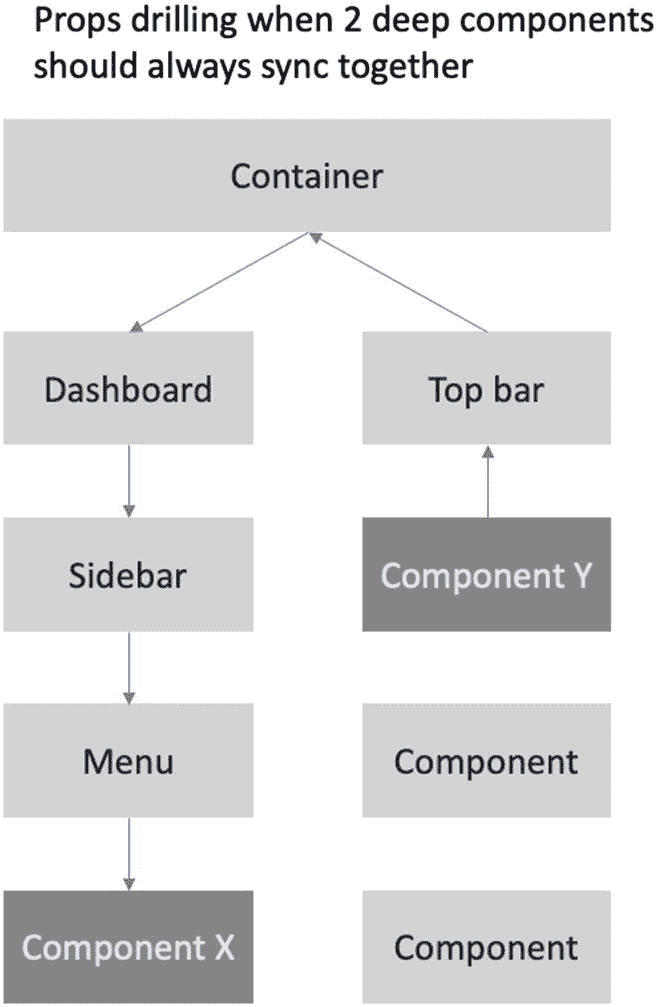 Props drilling when 2 deep components
should always sync together
Container
Dashboard
Top bar
Sidebar
Component Y
Menu
Component
Component X
Component